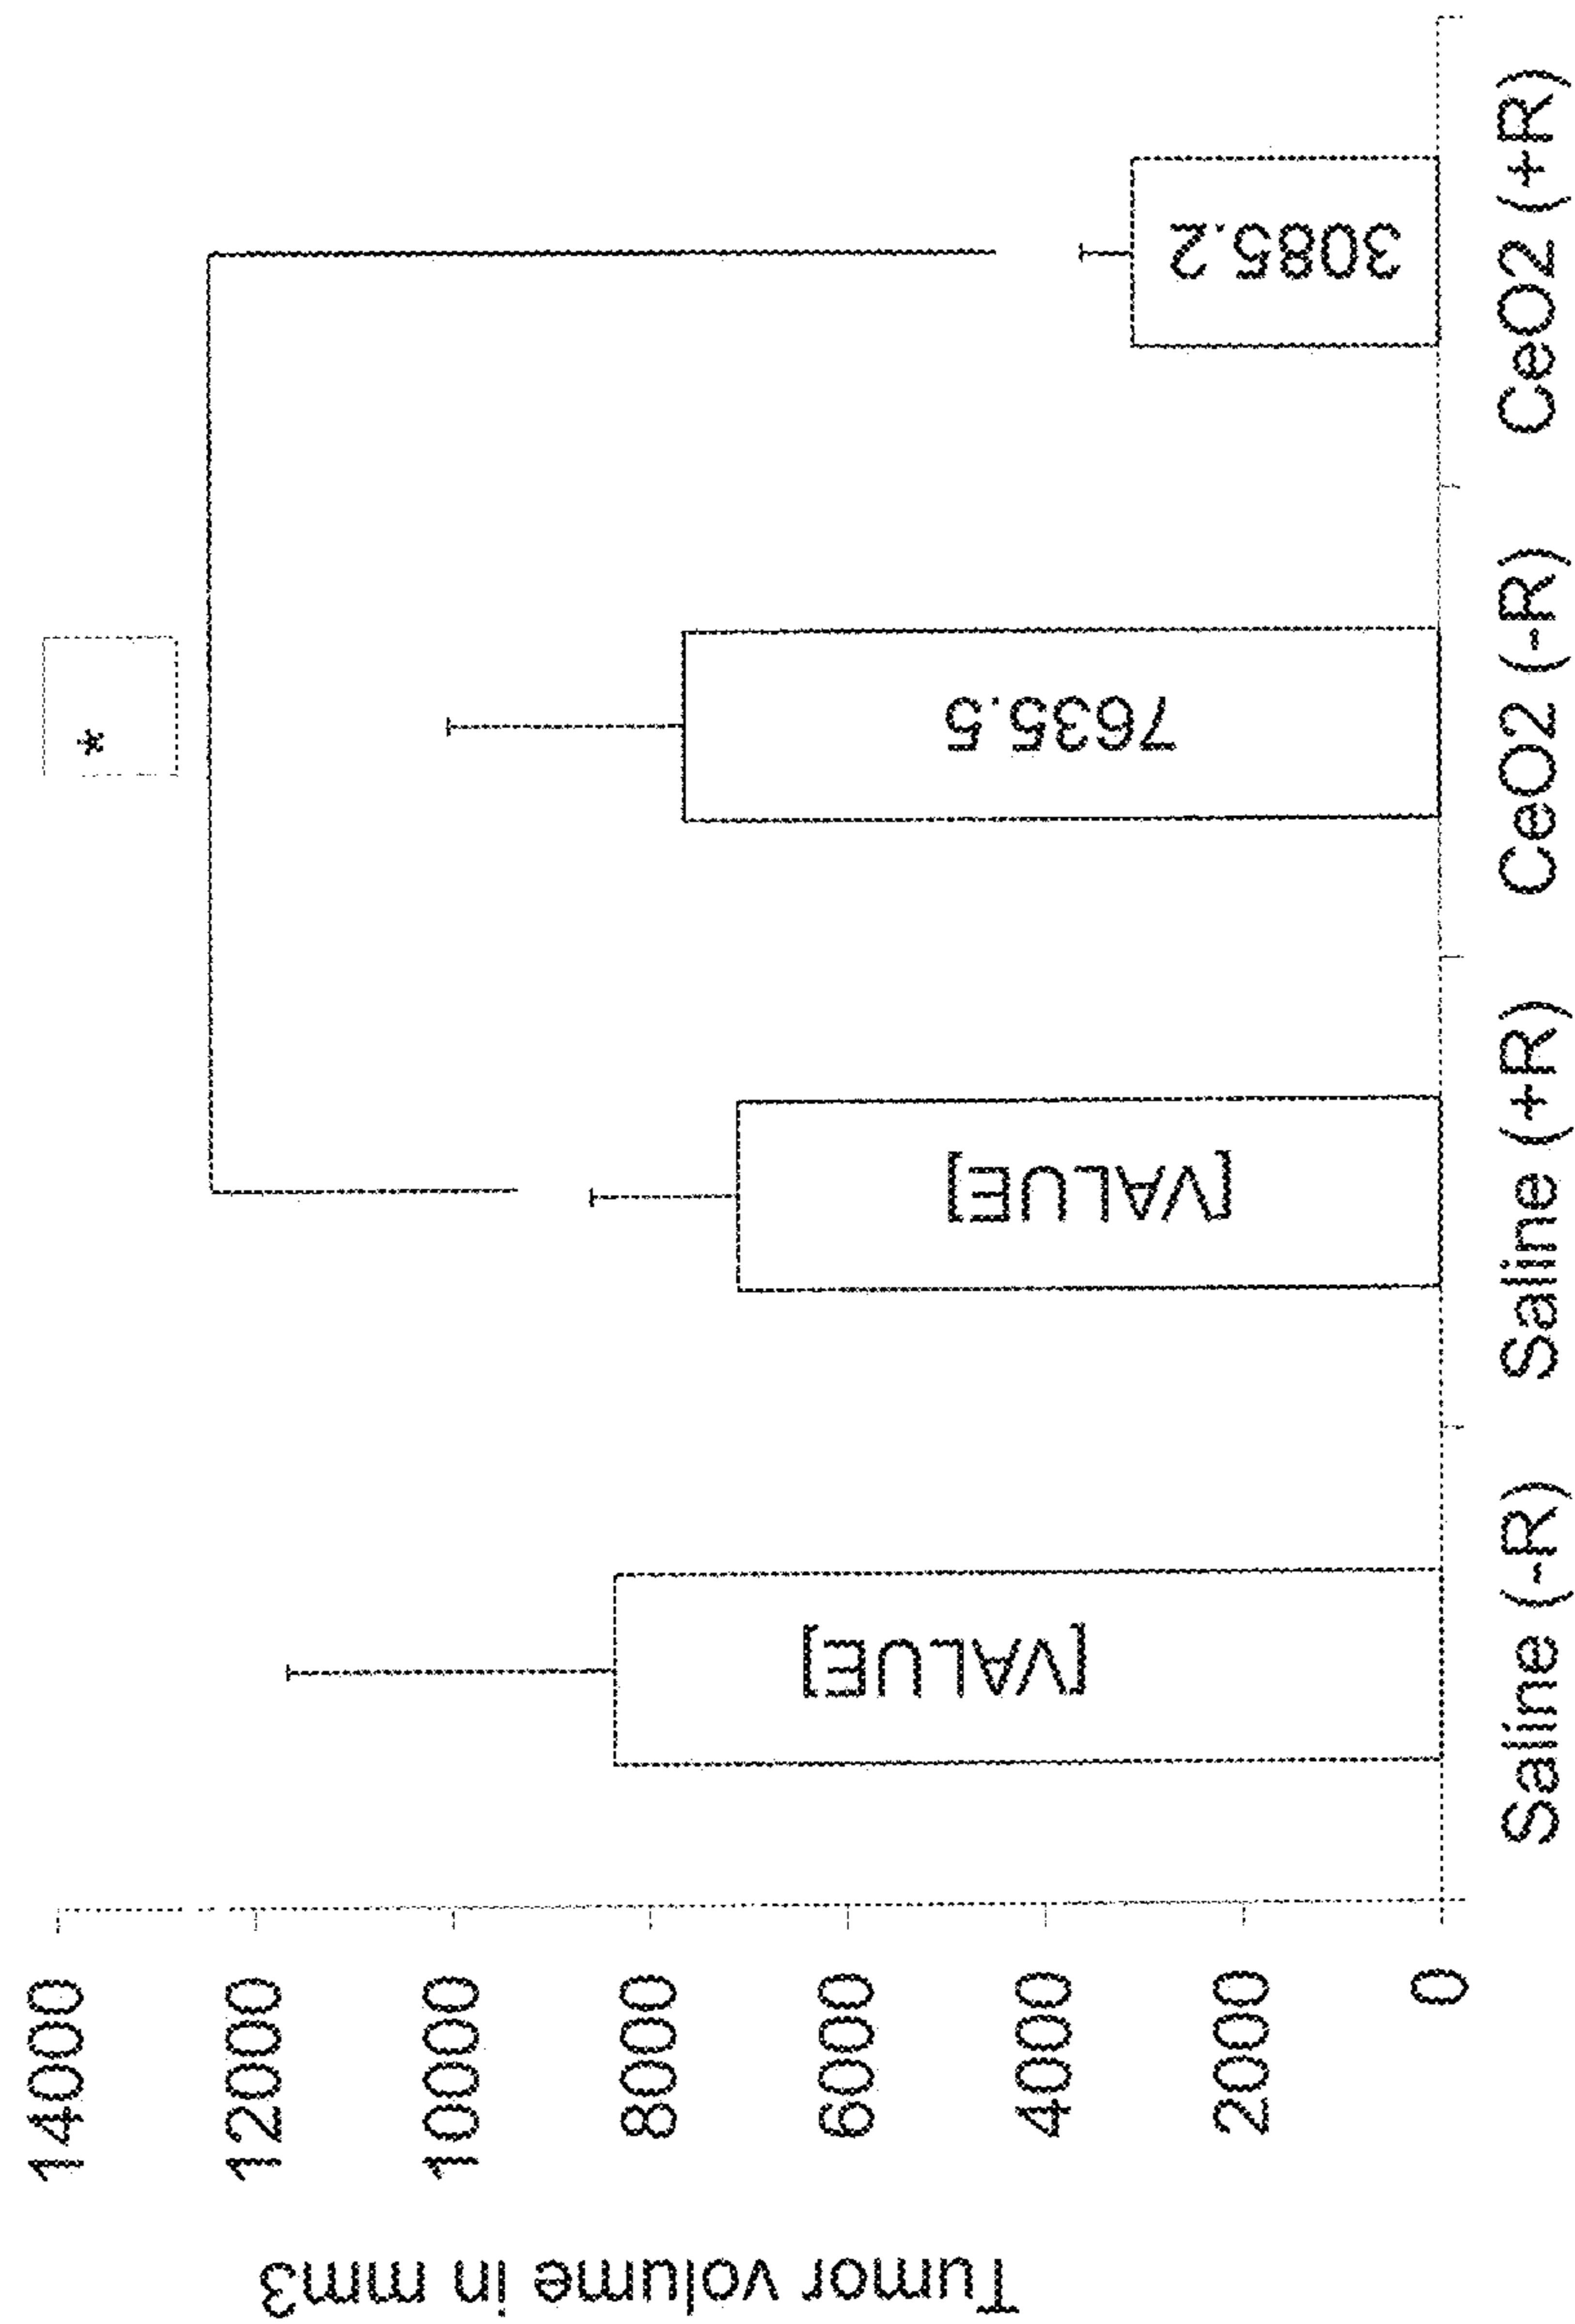 *
Tumor volume in mm3
14000
12000
10000
8000
6000
4000
2000
0
[VALUE]
[VALUE]
7635.5
3085.2
Saline (-R)
Saline (+R)
CeO2 (-R)
CeO2 (+R)